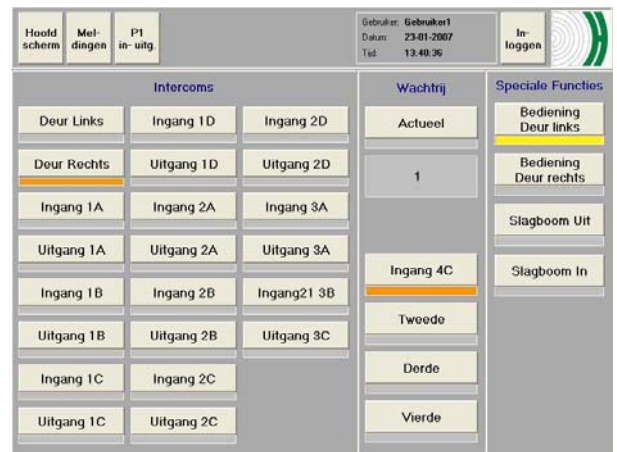 Hoofd scherm
Mel- dingen
P1 in- uitg.
Gebruiker: Gebruiker1
Datum: 23-01-2007
Tijd: 13:40:36
In- loggen
Intercoms
Deur Links
Ingang 1D
Ingang 2D
Deur Rechts
Uitgang 1D
Uitgang 2D
Ingang 1A
Ingang 2A
Ingang 3A
Uitgang 1A
Uitgang 2A
Uitgang 3A
Ingang 1B
Ingang 2B
Ingang21 3B
Uitgang 1B
Uitgang 2B
Uitgang 3C
Ingang 1C
Ingang 2C
Uitgang 1C
Uitgang 2C
Wachtrij
Actueel
1
Ingang 4C
Tweede
Derde
Vierde
Speciale Functies
Bediening
Deur links
Bediening
Deur rechts
Slagboom Uit
Slagboom In